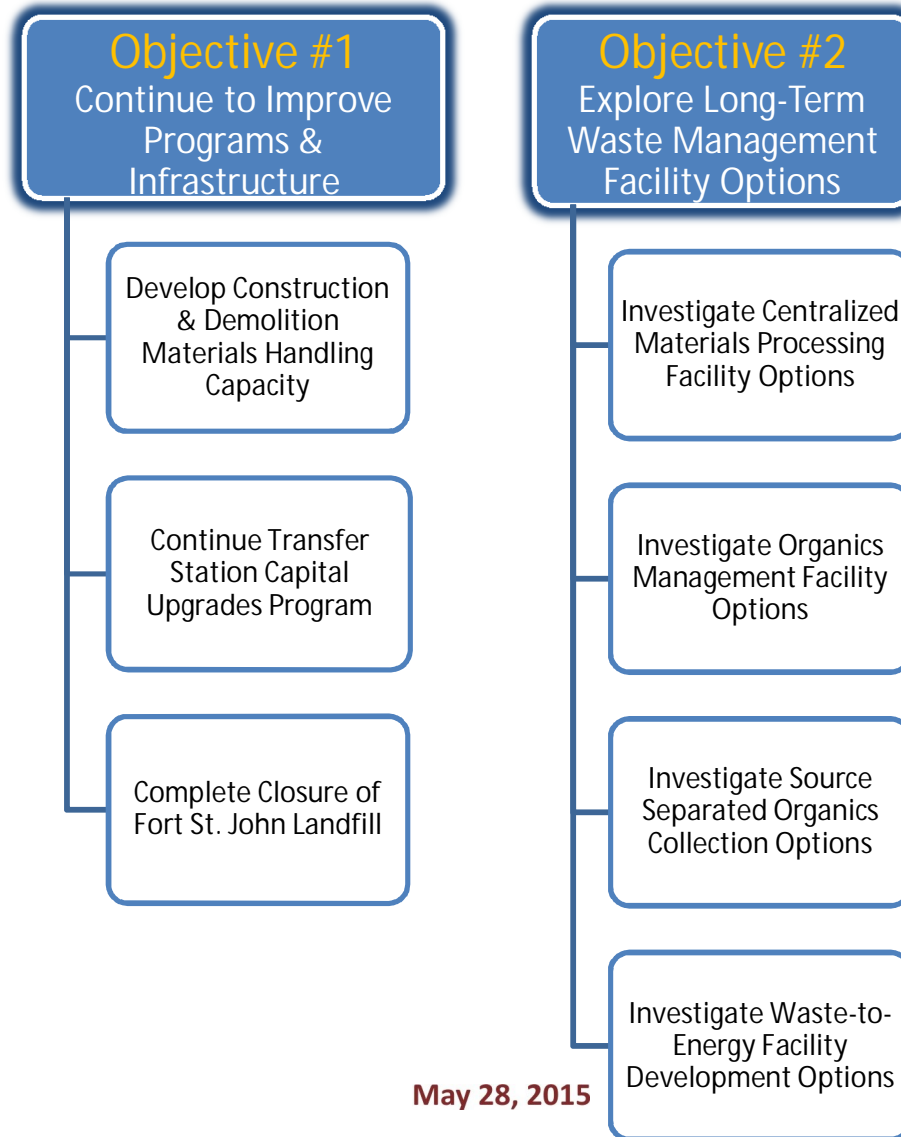 Objective #1
Continue to Improve
Programs &
Infrastructure
Develop Construction
& Demolition
Materials Handling
Capacity
Continue Transfer
Station Capital
Upgrades Program
Complete Closure of
Fort St. John Landfill
Objective #2
Explore Long-Term
Waste Management
Facility Options
Investigate Centralized
Materials Processing
Facility Options
Investigate Organics
Management Facility
Options
Investigate Source
Separated Organics
Collection Options
Investigate Waste-to-
Energy Facility
Development Options
May 28, 2015